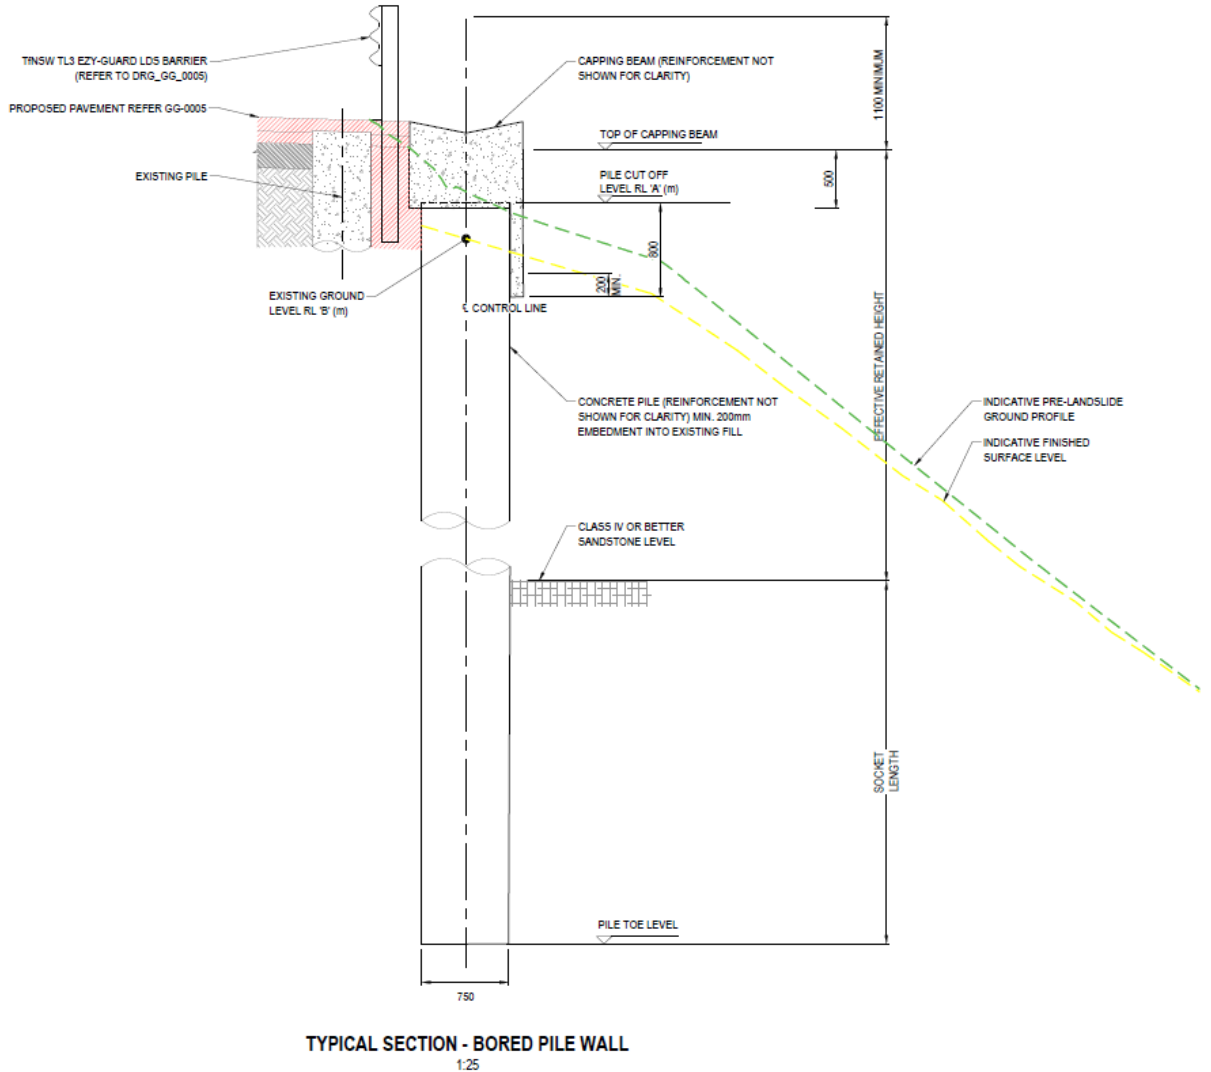 TfNSW TL3 EZY-GUARD LDS BARRIER
(REFER TO DRG_GG_0005)
PROPOSED PAVEMENT REFER GG-0005
EXISTING PILE
EXISTING GROUND
LEVEL RL 'B' (m)
CAPPING BEAM (REINFORCEMENT NOT
SHOWN FOR CLARITY)
TOP OF CAPPING BEAM
PILE CUT OFF
LEVEL RL 'A' (m)
1100 MINIMUM
500
800
200
MIN.
℄ CONTROL LINE
EFFECTIVE RETAINED HEIGHT
CONCRETE PILE (REINFORCEMENT NOT
SHOWN FOR CLARITY) MIN. 200mm
EMBEDMENT INTO EXISTING FILL
INDICATIVE PRE-LANDSLIDE
GROUND PROFILE
INDICATIVE FINISHED
SURFACE LEVEL
CLASS IV OR BETTER
SANDSTONE LEVEL
SOCKET
LENGTH
PILE TOE LEVEL
750
TYPICAL SECTION - BORED PILE WALL
1:25